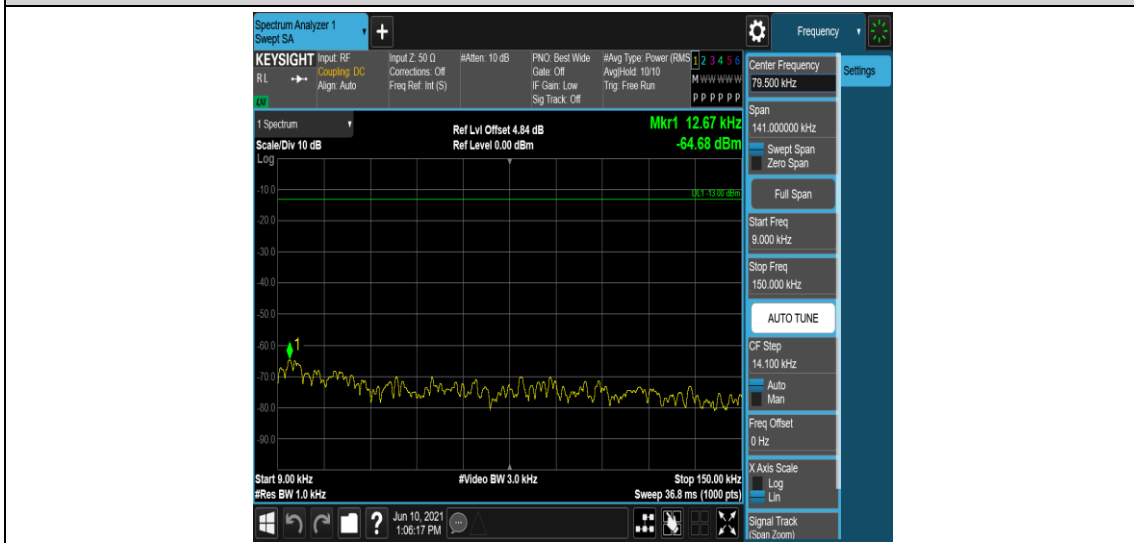 Spectrum Analyzer 1
Swept SA
+
Frequency
KEYSIGHT
Input: RF
Input Z: 50 Ω
#Atten: 10 dB
PNO: Best Wide
#Avg Type: Power (RMS
1 2 3 4 5 6
RL
Coupling: DC
Corrections: Off
Gate: Off
Avg|Hold: 10/10
M W W W W W
Align: Auto
Freq Ref: Int (S)
IF Gain: Low
Trig: Free Run
Sig Track: Off
P P P P P P
LXI
Center Frequency
79.500 kHz
Settings
1 Spectrum
Ref Lvl Offset 4.84 dB
Mkr1 12.67 kHz
Scale/Div 10 dB
Ref Level 0.00 dBm
-64.68 dBm
Log
-10.0
DL1 -13.00 dBm
-20.0
-30.0
-40.0
-50.0
-60.0
1
-70.0
-80.0
-90.0
Start 9.00 kHz
#Video BW 3.0 kHz
Stop 150.00 kHz
#Res BW 1.0 kHz
Sweep 36.8 ms (1000 pts)
Span
141.000000 kHz
Swept Span
Zero Span
Full Span
Start Freq
9.000 kHz
Stop Freq
150.000 kHz
AUTO TUNE
CF Step
14.100 kHz
Auto
Man
Freq Offset
0 Hz
X Axis Scale
Log
Lin
Signal Track
(Span Zoom)
?
Jun 10, 2021
1:06:17 PM